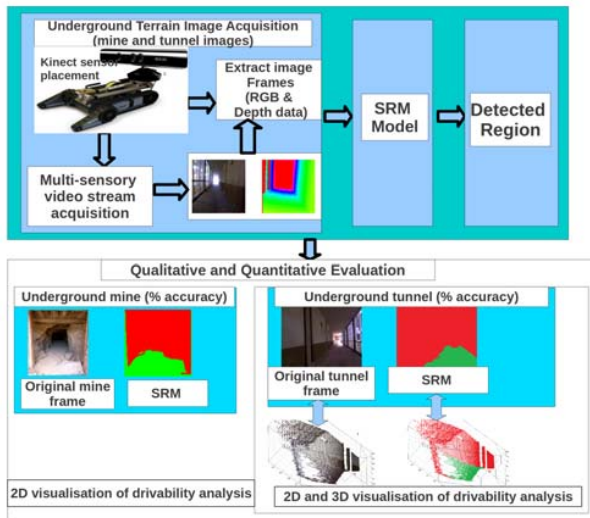 Underground Terrain Image Acquisition
(mine and tunnel images)
Kinect sensor
placement
Extract image
Frames
(RGB &
Depth data)
SRM
Model
Detected
Region
Multi-sensory
video stream
acquisition
Qualitative and Quantitative Evaluation
Underground mine (% accuracy)
Underground tunnel (% accuracy)
Original mine
frame
SRM
Original tunnel
frame
SRM
2D visualisation of drivability analysis
2D and 3D visualisation of drivability analysis